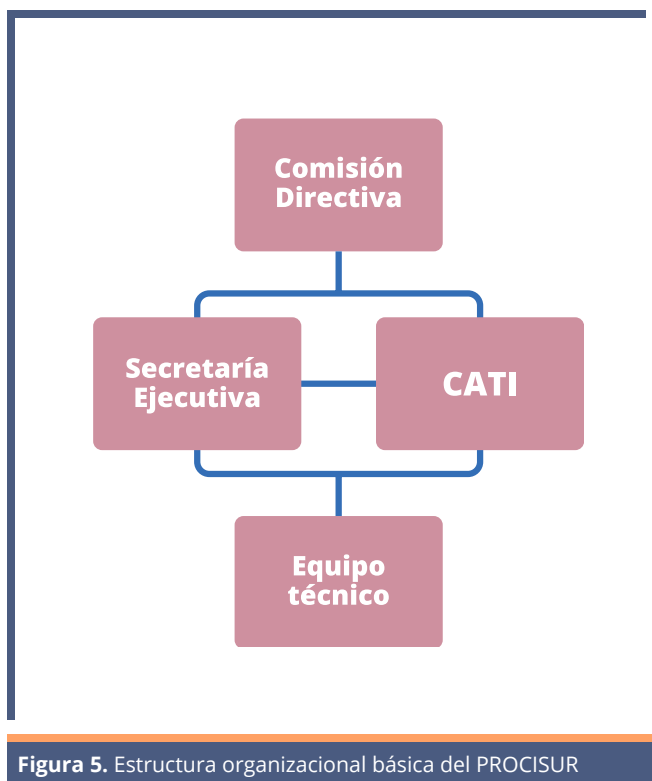 Comisión
Directiva
Secretaría
Ejecutiva
CATI
Equipo
técnico
Figura 5. Estructura organizacional básica del PROCISUR